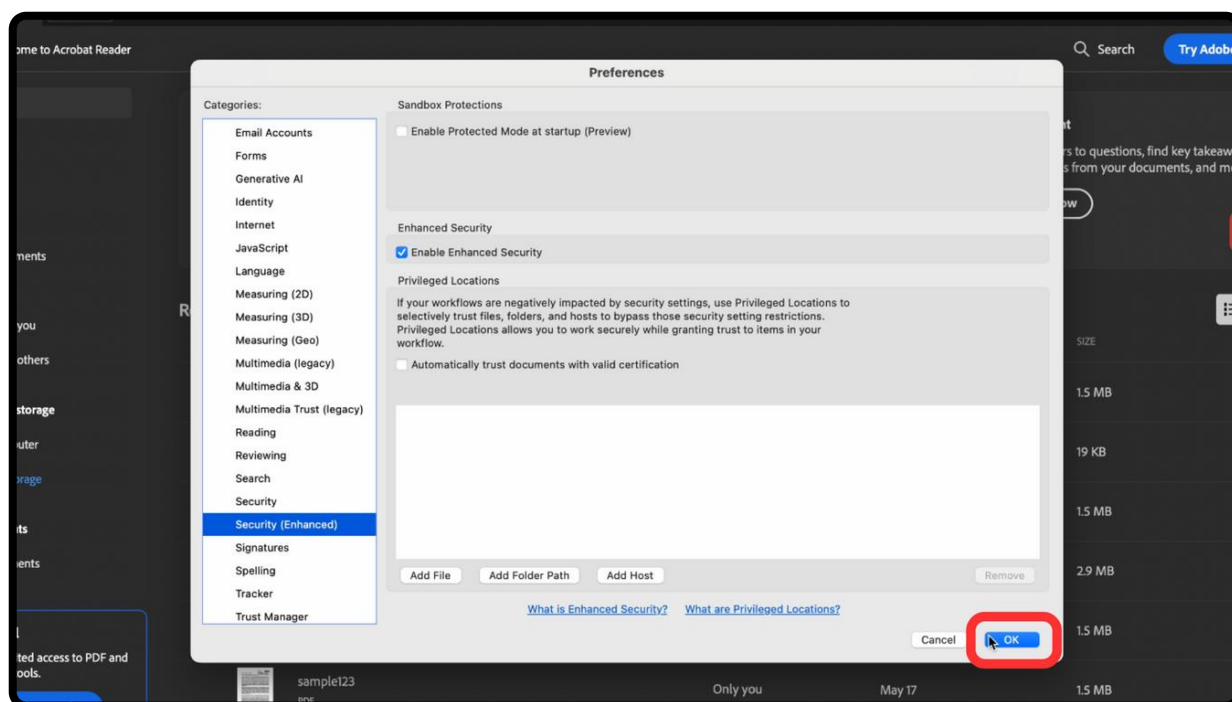 ome to Acrobat Reader
Search
Try Adobe
Preferences
Categories:
Email Accounts
Forms
Generative AI
Identity
Internet
JavaScript
Language
Measuring (2D)
Measuring (3D)
Measuring (Geo)
Multimedia (legacy)
Multimedia & 3D
Multimedia Trust (legacy)
Reading
Reviewing
Search
Security
Security (Enhanced)
Signatures
Spelling
Tracker
Trust Manager
Sandbox Protections
Enable Protected Mode at startup (Preview)
Enhanced Security
Enable Enhanced Security
Privileged Locations
If your workflows are negatively impacted by security settings, use Privileged Locations to
selectively trust files, folders, and hosts to bypass those security setting restrictions.
Privileged Locations allows you to work securely while granting trust to items in your
workflow.
Automatically trust documents with valid certification
Add File
Add Folder Path
Add Host
Remove
What is Enhanced Security?
What are Privileged Locations?
Cancel
OK
ments
you
others
storage
uter
orage
ts
ents
ted access to PDF and
ools.
nt
rs to questions, find key takeaw
s from your documents, and m
ow
R
SIZE
1.5 MB
19 KB
1.5 MB
2.9 MB
1.5 MB
sample123
PDF
Only you
May 17
1.5 MB